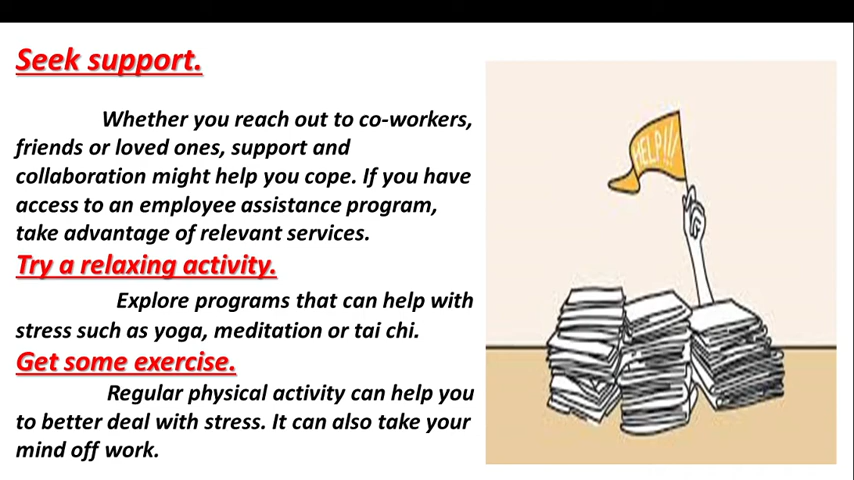 Seek support.
Whether you reach out to co-workers,
friends or loved ones, support and
collaboration might help you cope. If you have
access to an employee assistance program,
take advantage of relevant services.
Try a relaxing activity.
Explore programs that can help with
stress such as yoga, meditation or tai chi.
Get some exercise.
Regular physical activity can help you
to better deal with stress. It can also take your
mind off work.
HELP!!!